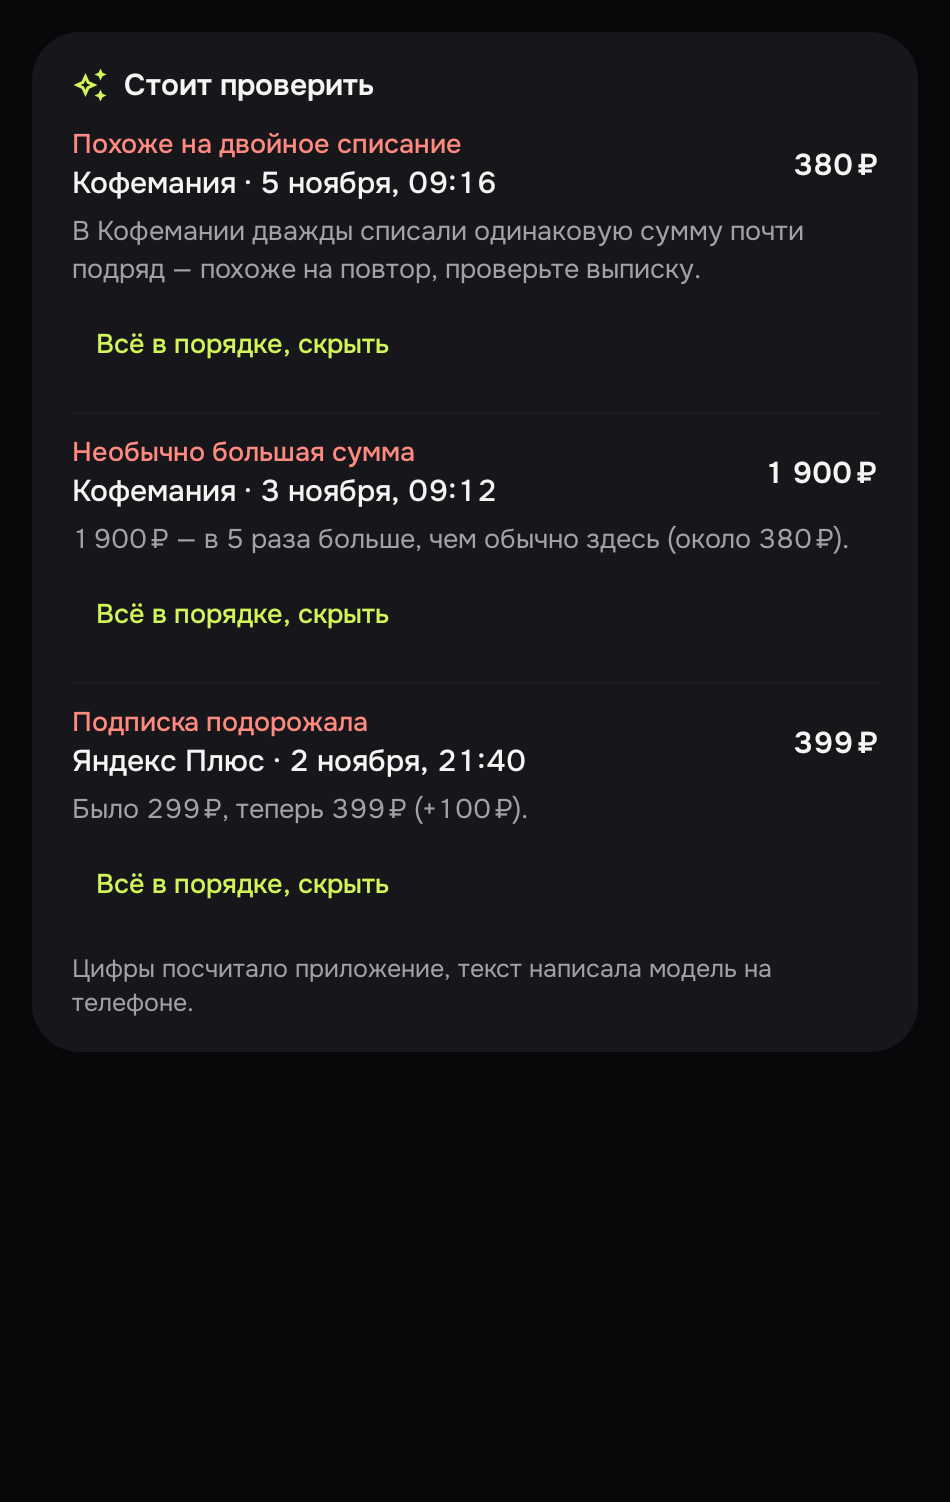 Стоит проверить
Похоже на двойное списание
Кофемания · 5 ноября, 09:16
380 ₽
В Кофемании дважды списали одинаковую сумму почти
подряд — похоже на повтор, проверьте выписку.
Всё в порядке, скрыть
Необычно большая сумма
Кофемания · 3 ноября, 09:12
1 900 ₽
1 900 ₽ — в 5 раза больше, чем обычно здесь (около 380 ₽).
Всё в порядке, скрыть
Подписка подорожала
Яндекс Плюс · 2 ноября, 21:40
399 ₽
Было 299 ₽, теперь 399 ₽ (+100 ₽).
Всё в порядке, скрыть
Цифры посчитало приложение, текст написала модель на
телефоне.